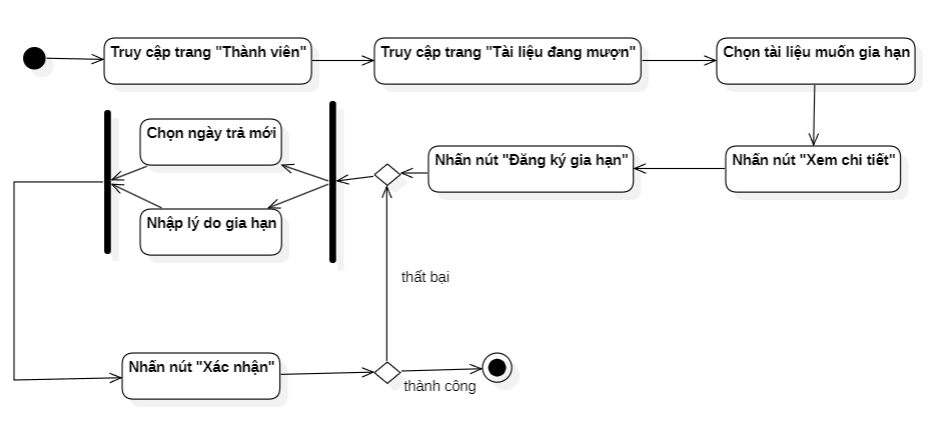 Truy cập trang "Thành viên"
Truy cập trang "Tài liệu đang mượn"
Chọn tài liệu muốn gia hạn
Chọn ngày trả mới
Nhấn nút "Đăng ký gia hạn"
Nhấn nút "Xem chi tiết"
Nhập lý do gia hạn
thất bại
Nhấn nút "Xác nhận"
thành công